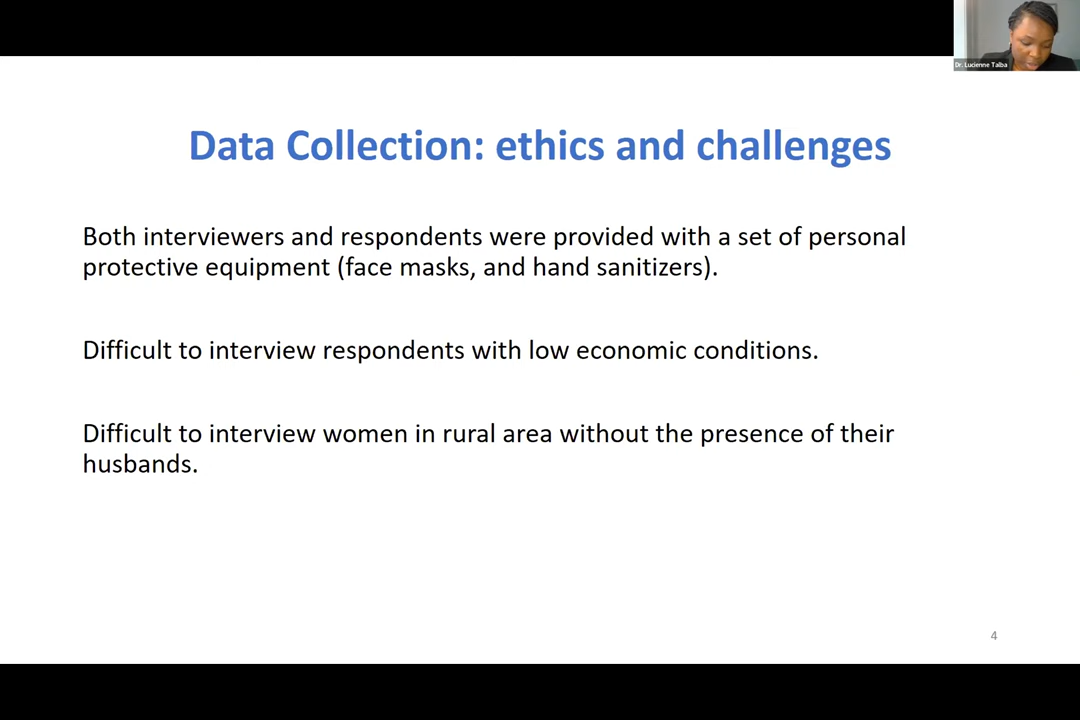 Dr. Lucienne Talba
Data Collection: ethics and challenges
Both interviewers and respondents were provided with a set of personal
protective equipment (face masks, and hand sanitizers).
Difficult to interview respondents with low economic conditions.
Difficult to interview women in rural area without the presence of their
husbands.
4